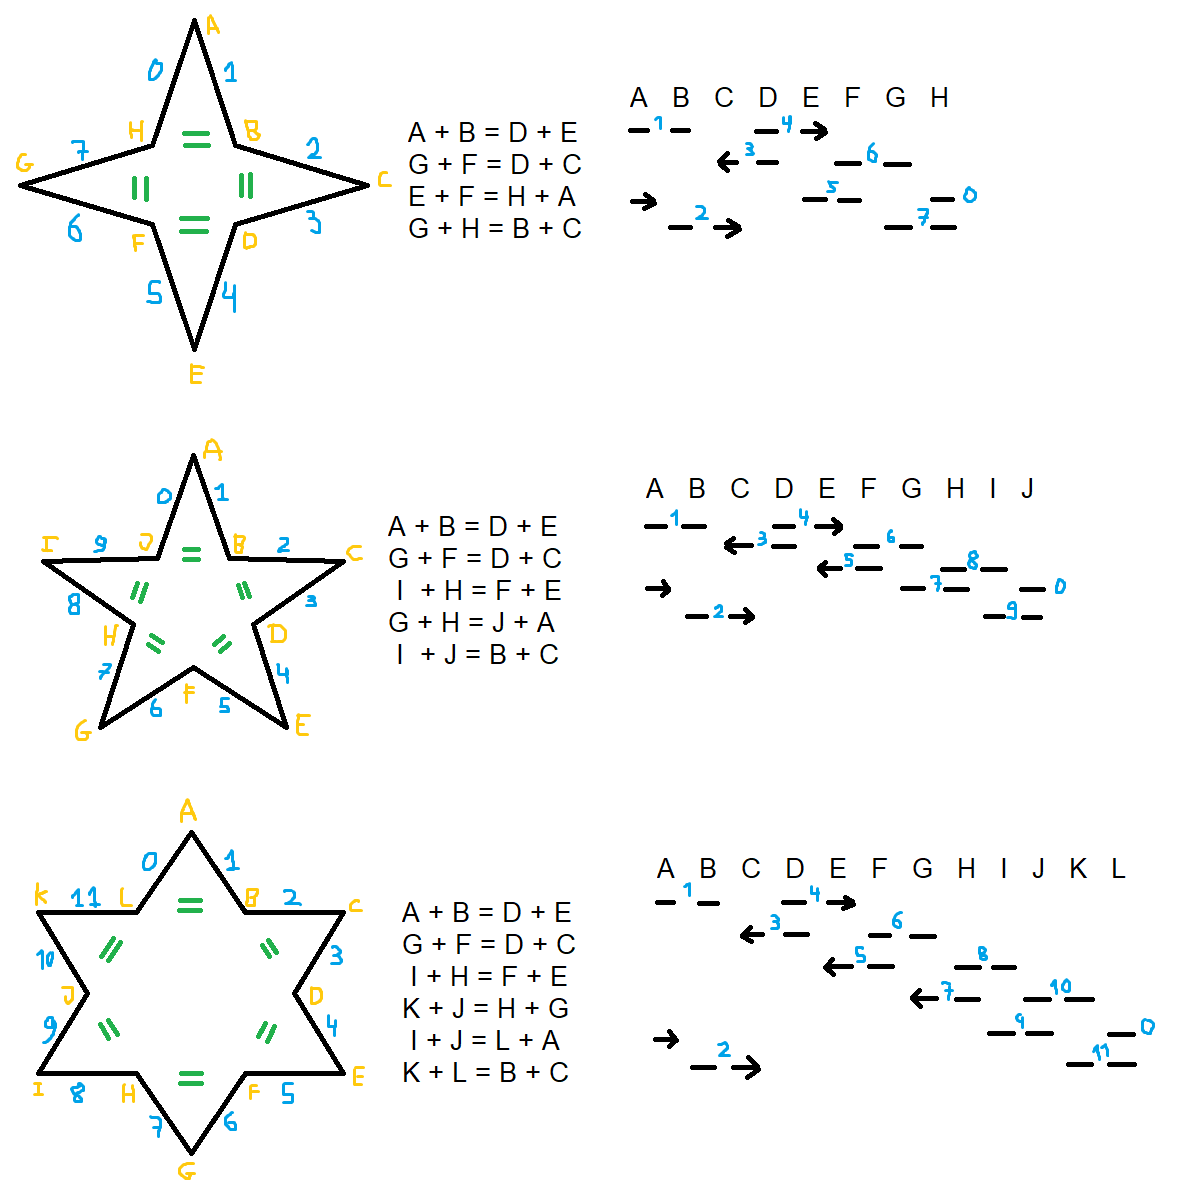 A
0 1
H B
G 7 2 C
6 F D 3
5 4
E
A + B = D + E
G + F = D + C
E + F = H + A
G + H = B + C
A B C D E F G H
1 4
3 6
5 0
2 7
A
0 1
I 9 J B 2 C
8 3
H D
7 F 4
6 5
G E
A + B = D + E
G + F = D + C
I + H = F + E
G + H = J + A
I + J = B + C
A B C D E F G H I J
1 4
3 6
5 8
7 0
2 9
A
0 1
K 11 L B 2 C
10 3
J D
9 4
I 8 H F 5 E
7 6
G
A + B = D + E
G + F = D + C
I + H = F + E
K + J = H + G
I + J = L + A
K + L = B + C
A B C D E F G H I J K L
1 4
3 6
5 8
7 10
9 0
2 11